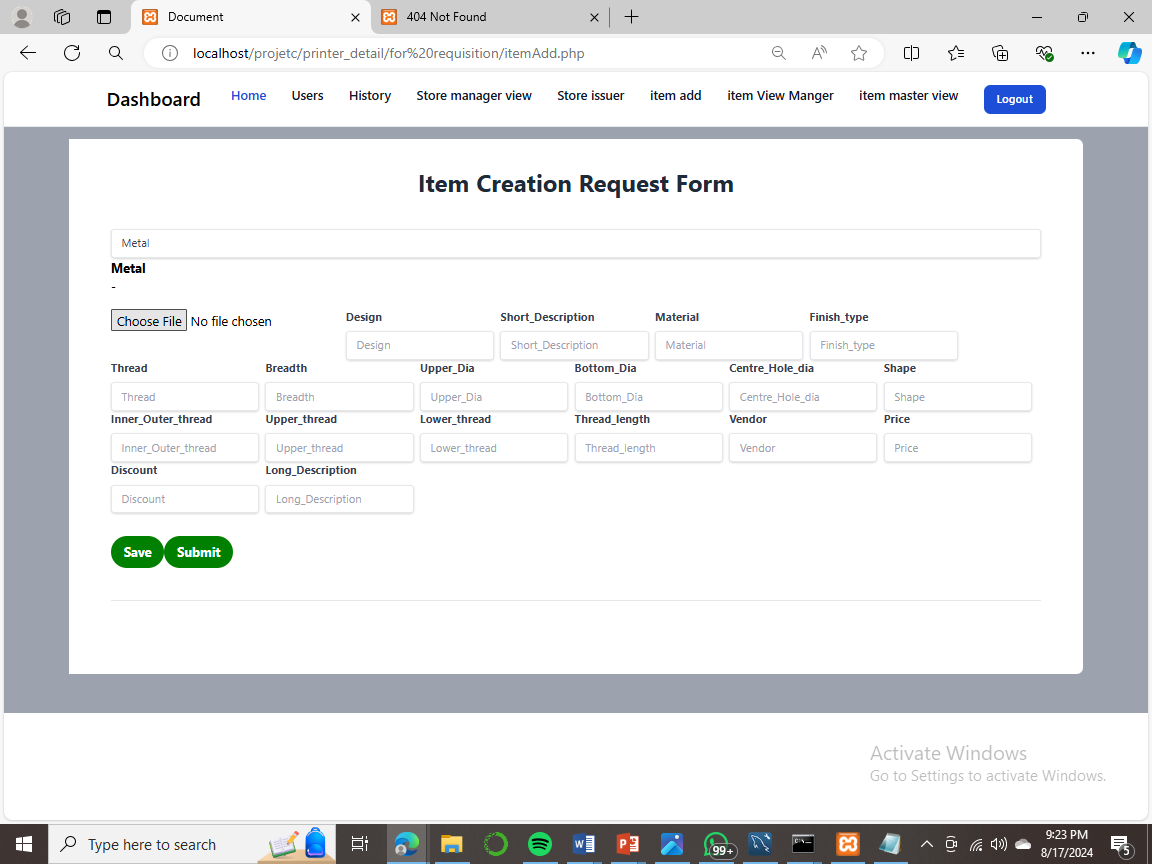 Document
404 Not Found
localhost/projetc/printer_detail/for%20requisition/itemAdd.php
Dashboard Home Users History Store manager view Store issuer item add item View Manger item master view Logout
Item Creation Request Form
Metal
Metal
-
Choose File No file chosen
Design Short_Description Material Finish_type
Design Short_Description Material Finish_type
Thread Breadth Upper_Dia Bottom_Dia Centre_Hole_dia Shape
Thread Breadth Upper_Dia Bottom_Dia Centre_Hole_dia Shape
Inner_Outer_thread Upper_thread Lower_thread Thread_length Vendor Price
Inner_Outer_thread Upper_thread Lower_thread Thread_length Vendor Price
Discount Long_Description
Discount Long_Description
Save Submit
Activate Windows
Go to Settings to activate Windows.
Type here to search
99+
9:23 PM
8/17/2024
5